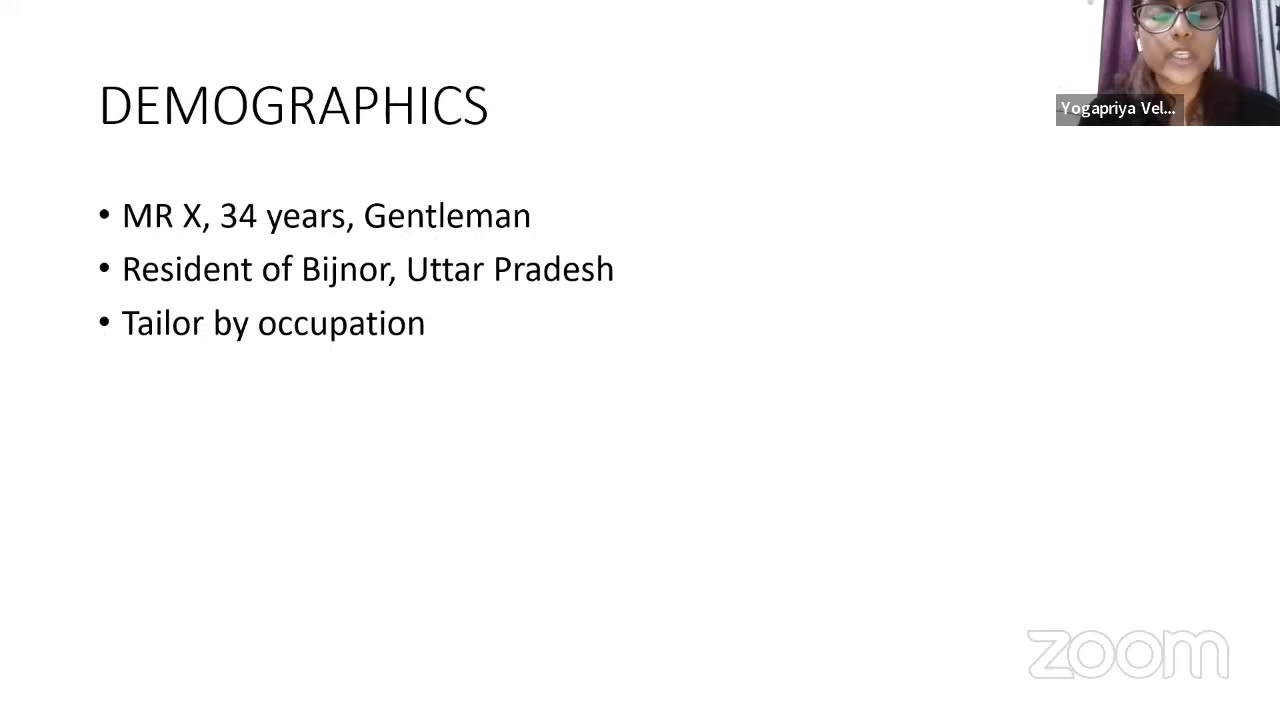 DEMOGRAPHICS
Yogapriya Vel...
• MR X, 34 years, Gentleman
• Resident of Bijnor, Uttar Pradesh
• Tailor by occupation
zoom